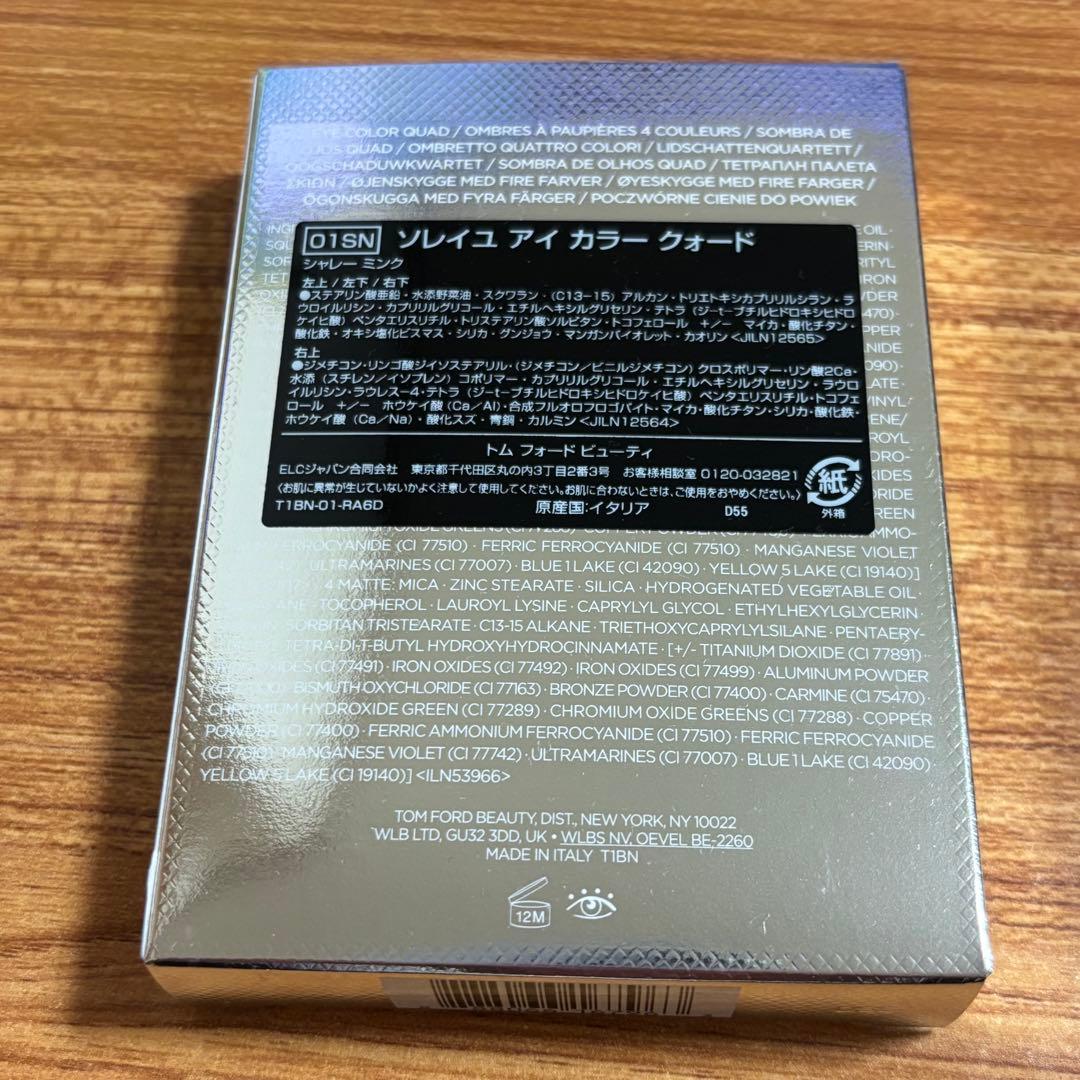 EYE COLOR QUAD / OMBRES À PAUPIÈRES 4 COULEURS / SOMBRA DE
OJOS QUAD / OMBRETTO QUATTRO COLORI / LIDSCHATTENQUARTETT /
OOGSCHADUWKWARTET / SOMBRA DE OLHOS QUAD / ΤΕΤΡΑΠΛΗ ΠΑΛΕΤΑ
ΣΚΙΩΝ / ØJENSKYGGE MED FIRE FARVER / ØYESKYGGE MED FIRE FARGER /
ÖGONSKUGGA MED FYRA FÄRGER / POCZWÓRNE CIENIE DO POWIEK
01SN ソレイユ アイ カラー クォード
シャレー ミンク
左上 / 左下 / 右下
●ステアリン酸亜鉛・水添野菜油・スクワラン・(C13-15) アルカン・トリエトキシカプリリルシラン・ラ
ウロイルリシン・カプリリルグリコール・エチルヘキシルグリセリン・テトラ (ジ-t-ブチルヒドロキシヒドロ
ケイヒ酸) ペンタエリスリチル・トリステアリン酸ソルビタン・トコフェロール +/- マイカ・酸化チタン・
酸化鉄・オキシ塩化ビスマス・シリカ・グンジョウ・マンガンバイオレット・カオリン<JILN12565>
右上
●ジメチコン・リンゴ酸ジイソステアリル・(ジメチコン/ビニルジメチコン) クロスポリマー・リン酸2Ca・
水添 (スチレン/イソプレン) コポリマー・カプリリルグリコール・エチルヘキシルグリセリン・ラウロ
イルリシン・ラウレス-4・テトラ (ジ-t-ブチルヒドロキシヒドロケイヒ酸) ペンタエリスリチル・トコフェ
ロール +/- ホウケイ酸 (Ca/Al)・合成フルオロフロゴパイト・マイカ・酸化チタン・シリカ・酸化鉄・
ホウケイ酸 (Ca/Na)・酸化スズ・青銅・カルミン<JILN12564>
トム フォード ビューティ
ELCジャパン合同会社 東京都千代田区丸の内3丁目2番3号 お客様相談室 0120-032821
〈お肌に異常が生じていないかよく注意して使用してください。お肌に合わないときは、ご使用をおやめください。〉
T1BN-01-RA6D 原産国:イタリア D55
紙
外箱
FERROCYANIDE (CI 77510) · FERRIC FERROCYANIDE (CI 77510) · MANGANESE VIOLET
ULTRAMARINES (CI 77007) · BLUE 1 LAKE (CI 42090) · YELLOW 5 LAKE (CI 19140)]
4 MATTE: MICA · ZINC STEARATE · SILICA · HYDROGENATED VEGETABLE OIL ·
TOCOPHEROL · LAUROYL LYSINE · CAPRYLYL GLYCOL · ETHYLHEXYLGLYCERIN
SORBITAN TRISTEARATE · C13-15 ALKANE · TRIETHOXYCAPRYLYLSILANE · PENTAERY-
TETRA-DI-T-BUTYL HYDROXYHYDROCINNAMATE · [+/- TITANIUM DIOXIDE (CI 77891) ·
OXIDES (CI 77491) · IRON OXIDES (CI 77492) · IRON OXIDES (CI 77499) · ALUMINUM POWDER
BISMUTH OXYCHLORIDE (CI 77163) · BRONZE POWDER (CI 77400) · CARMINE (CI 75470) ·
CHROMIUM HYDROXIDE GREEN (CI 77289) · CHROMIUM OXIDE GREENS (CI 77288) · COPPER
POWDER (CI 77400) · FERRIC AMMONIUM FERROCYANIDE (CI 77510) · FERRIC FERROCYANIDE
(CI 77510) · MANGANESE VIOLET (CI 77742) · ULTRAMARINES (CI 77007) · BLUE 1 LAKE (CI 42090) ·
YELLOW 5 LAKE (CI 19140)] <ILN53966>
TOM FORD BEAUTY, DIST., NEW YORK, NY 10022
WLB LTD, GU32 3DD, UK • WLBS NV, OEVEL BE-2260
MADE IN ITALY T1BN
12M